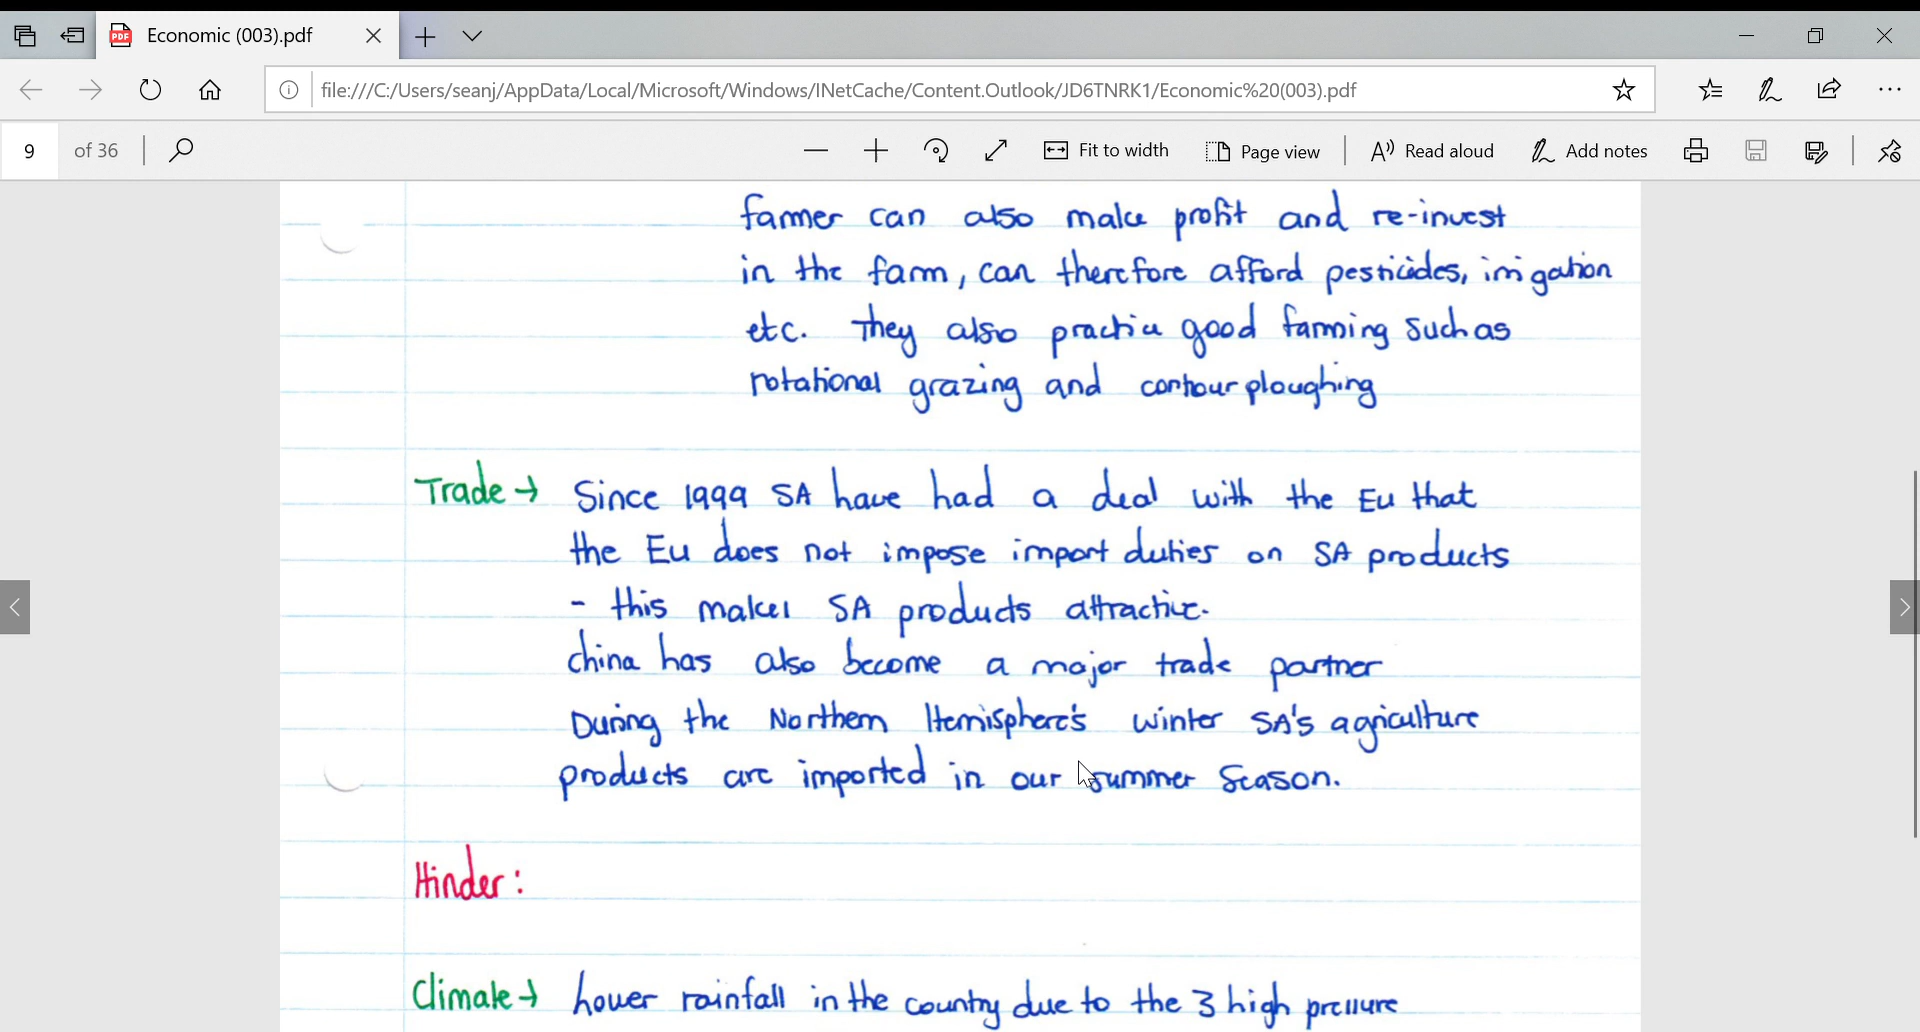 Economic (003).pdf
file:///C:/Users/seanj/AppData/Local/Microsoft/Windows/INetCache/Content.Outlook/JD6TNRK1/Economic%20(003).pdf
9 of 36 Fit to width Page view Read aloud Add notes
farmer can also make profit and re-invest
in the farm, can therefore afford pesticides, irrigation
etc. They also practice good farming such as
rotational grazing and contour ploughing
Trade → Since 1999 SA have had a deal with the EU that
the EU does not impose import duties on SA products
- this makes SA products attractive.
China has also become a major trade partner
During the Northern Hemisphere's winter SA's agriculture
products are imported in our summer season.
Hinder:
Climate → Lower rainfall in the country due to the 3 high pressure